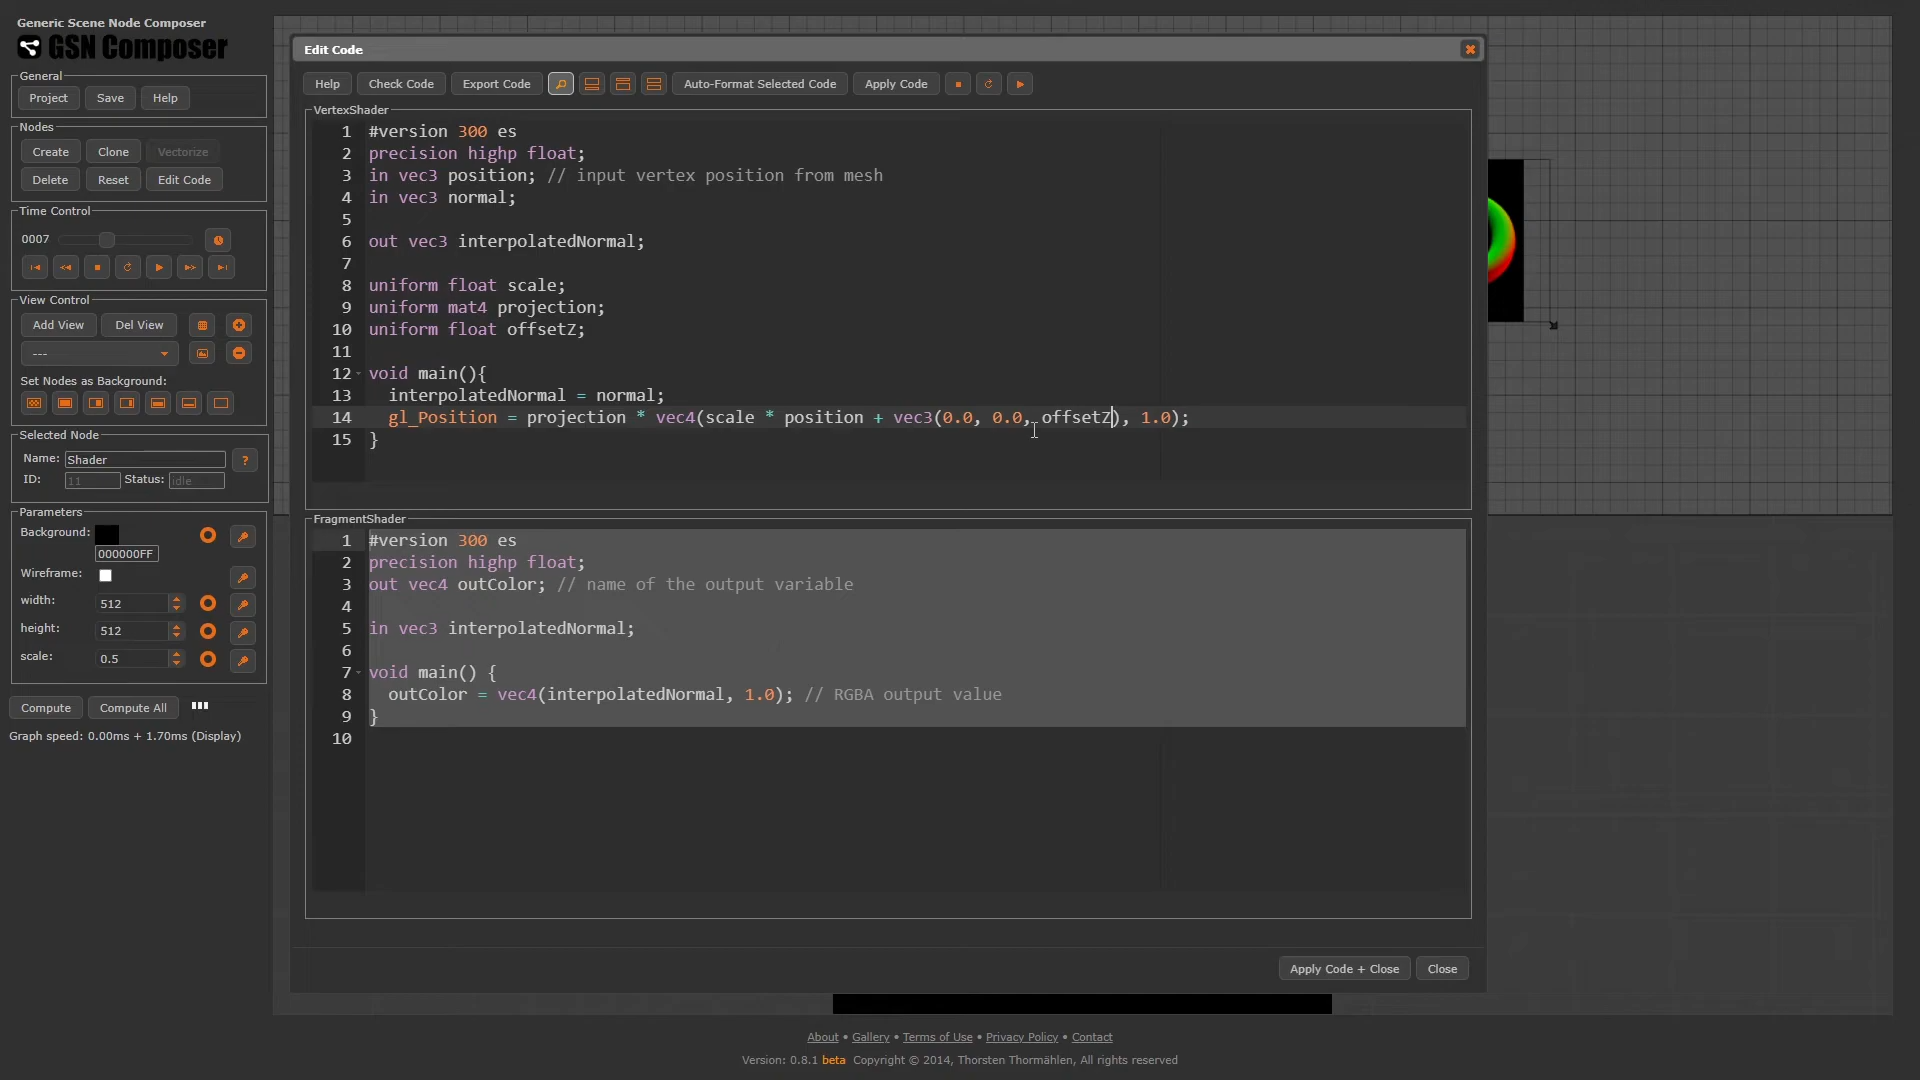 Generic Scene Node Composer
GSN Composer
General
Project Save Help
Nodes
Create Clone Vectorize
Delete Reset Edit Code
Time Control
0007
View Control
Add View Del View
---
Set Nodes as Background:
Selected Node
Name: Shader ?
ID: 11 Status: idle
Parameters
Background:
000000FF
Wireframe:
width: 512
height: 512
scale: 0.5
Compute Compute All
Graph speed: 0.00ms + 1.70ms (Display)
Edit Code
Help Check Code Export Code Auto-Format Selected Code Apply Code
VertexShader
1 #version 300 es
2 precision highp float;
3 in vec3 position; // input vertex position from mesh
4 in vec3 normal;
5
6 out vec3 interpolatedNormal;
7
8 uniform float scale;
9 uniform mat4 projection;
10 uniform float offsetZ;
11
12 void main(){
13 interpolatedNormal = normal;
14 gl_Position = projection * vec4(scale * position + vec3(0.0, 0.0, offsetZ), 1.0);
15 }
FragmentShader
1 #version 300 es
2 precision highp float;
3 out vec4 outColor; // name of the output variable
4
5 in vec3 interpolatedNormal;
6
7 void main() {
8 outColor = vec4(interpolatedNormal, 1.0); // RGBA output value
9 }
10
Apply Code + Close Close
About • Gallery • Terms of Use • Privacy Policy • Contact
Version: 0.8.1 beta Copyright © 2014, Thorsten Thormählen, All rights reserved